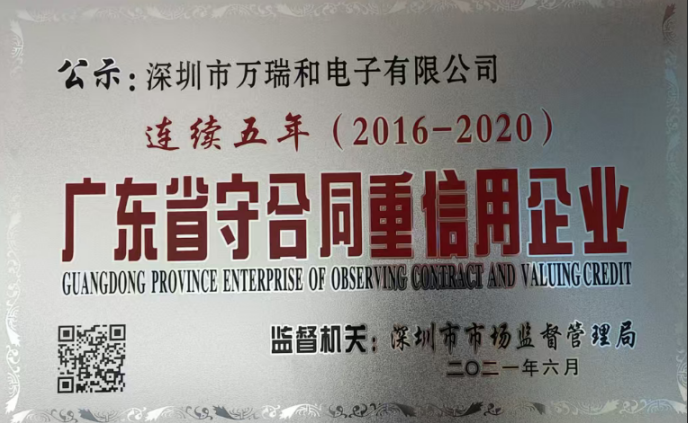 公示:深圳市万瑞和电子有限公司
连续五年(2016-2020)
广东省守合同重信用企业
GUANGDONG PROVINCE ENTERPRISE OF OBSERVING CONTRACT AND VALUING CREDIT
监督机关:深圳市市场监督管理局
二〇二一年六月